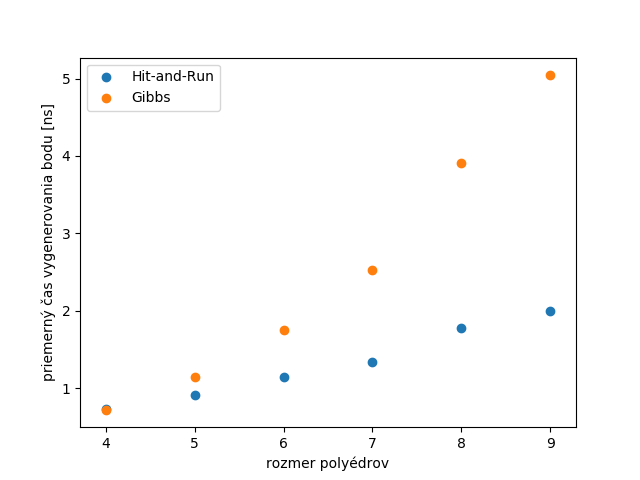 Hit-and-Run
Gibbs
priemerný čas vygenerovania bodu [ns]
5
4
3
2
1
4 5 6 7 8 9
rozmer polyédrov